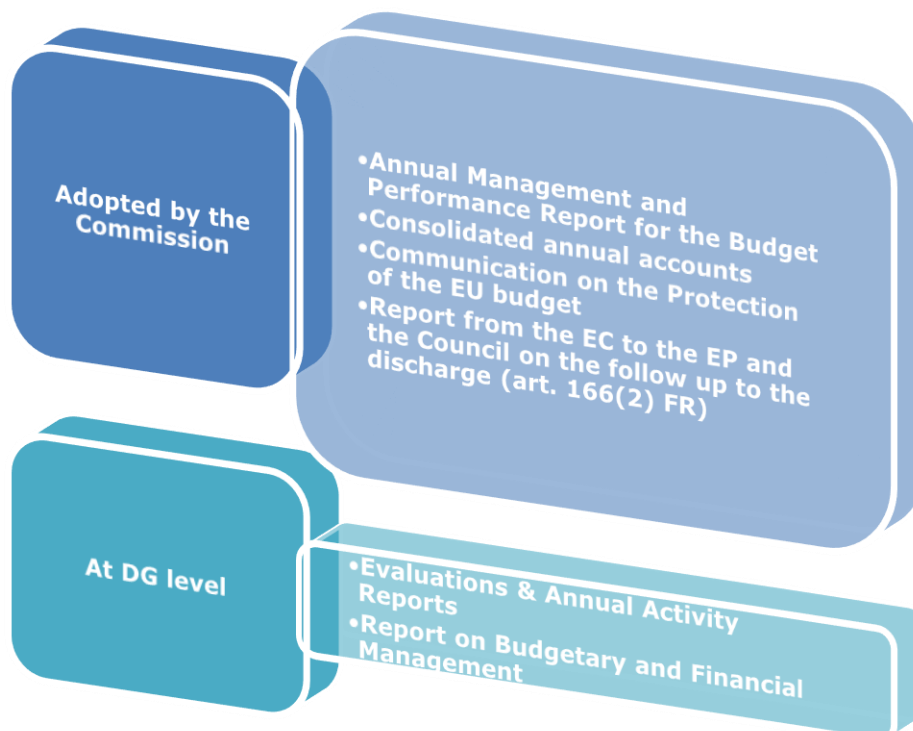 Adopted by the
Commission
•Annual Management and
Performance Report for the Budget
•Consolidated annual accounts
•Communication on the Protection
of the EU budget
•Report from the EC to the EP and
the Council on the follow up to the
discharge (art. 166(2) FR)
At DG level
•Evaluations & Annual Activity
Reports
•Report on Budgetary and Financial
Management